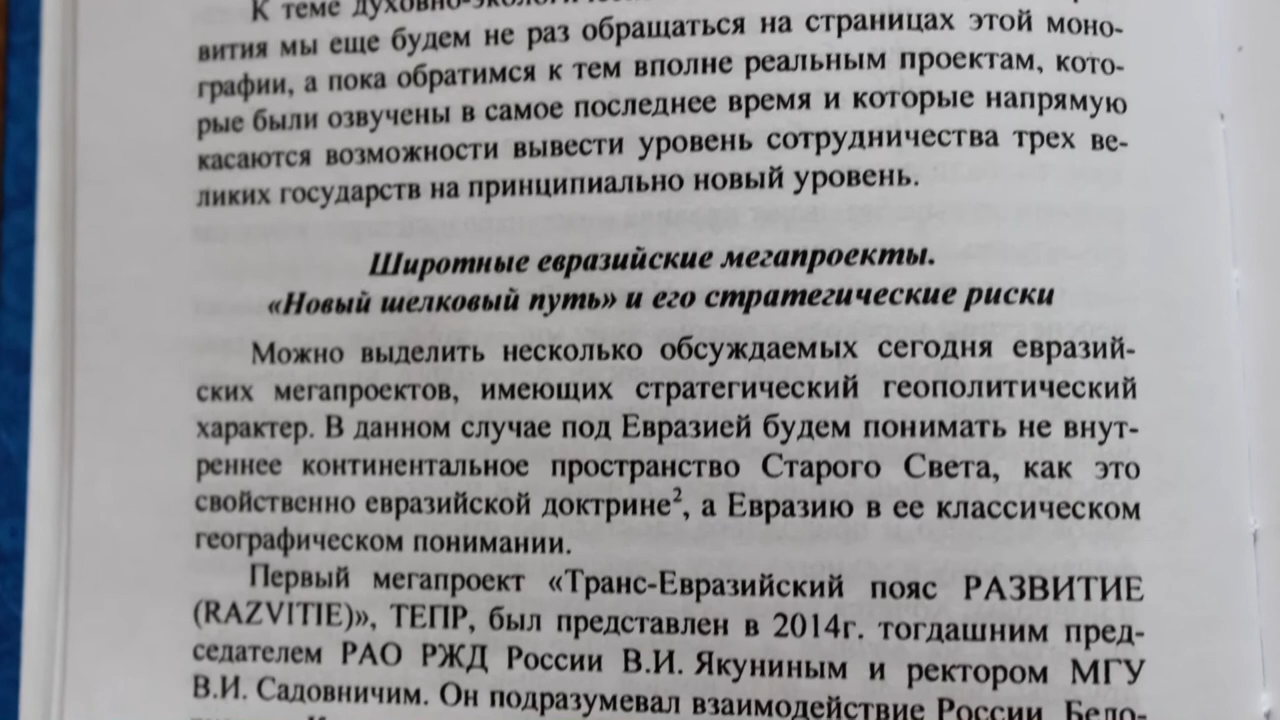 К теме духовно-экологическо
вития мы еще будем не раз обращаться на страницах этой моно-
графии, а пока обратимся к тем вполне реальным проектам, кото-
рые были озвучены в самое последнее время и которые напрямую
касаются возможности вывести уровень сотрудничества трех ве-
ликих государств на принципиально новый уровень.
Широтные евразийские мегапроекты.
«Новый шелковый путь» и его стратегические риски
Можно выделить несколько обсуждаемых сегодня евразий-
ских мегапроектов, имеющих стратегический геополитический
характер. В данном случае под Евразией будем понимать не внут-
реннее континентальное пространство Старого Света, как это
свойственно евразийской доктрине², а Евразию в ее классическом
географическом понимании.
Первый мегапроект «Транс-Евразийский пояс РАЗВИТИЕ
(RAZVITIE)», ТЕПР, был представлен в 2014г. тогдашним пред-
седателем РАО РЖД России В.И. Якуниным и ректором МГУ
В.И. Садовничим. Он подразумевал взаимодействие России, Бело-